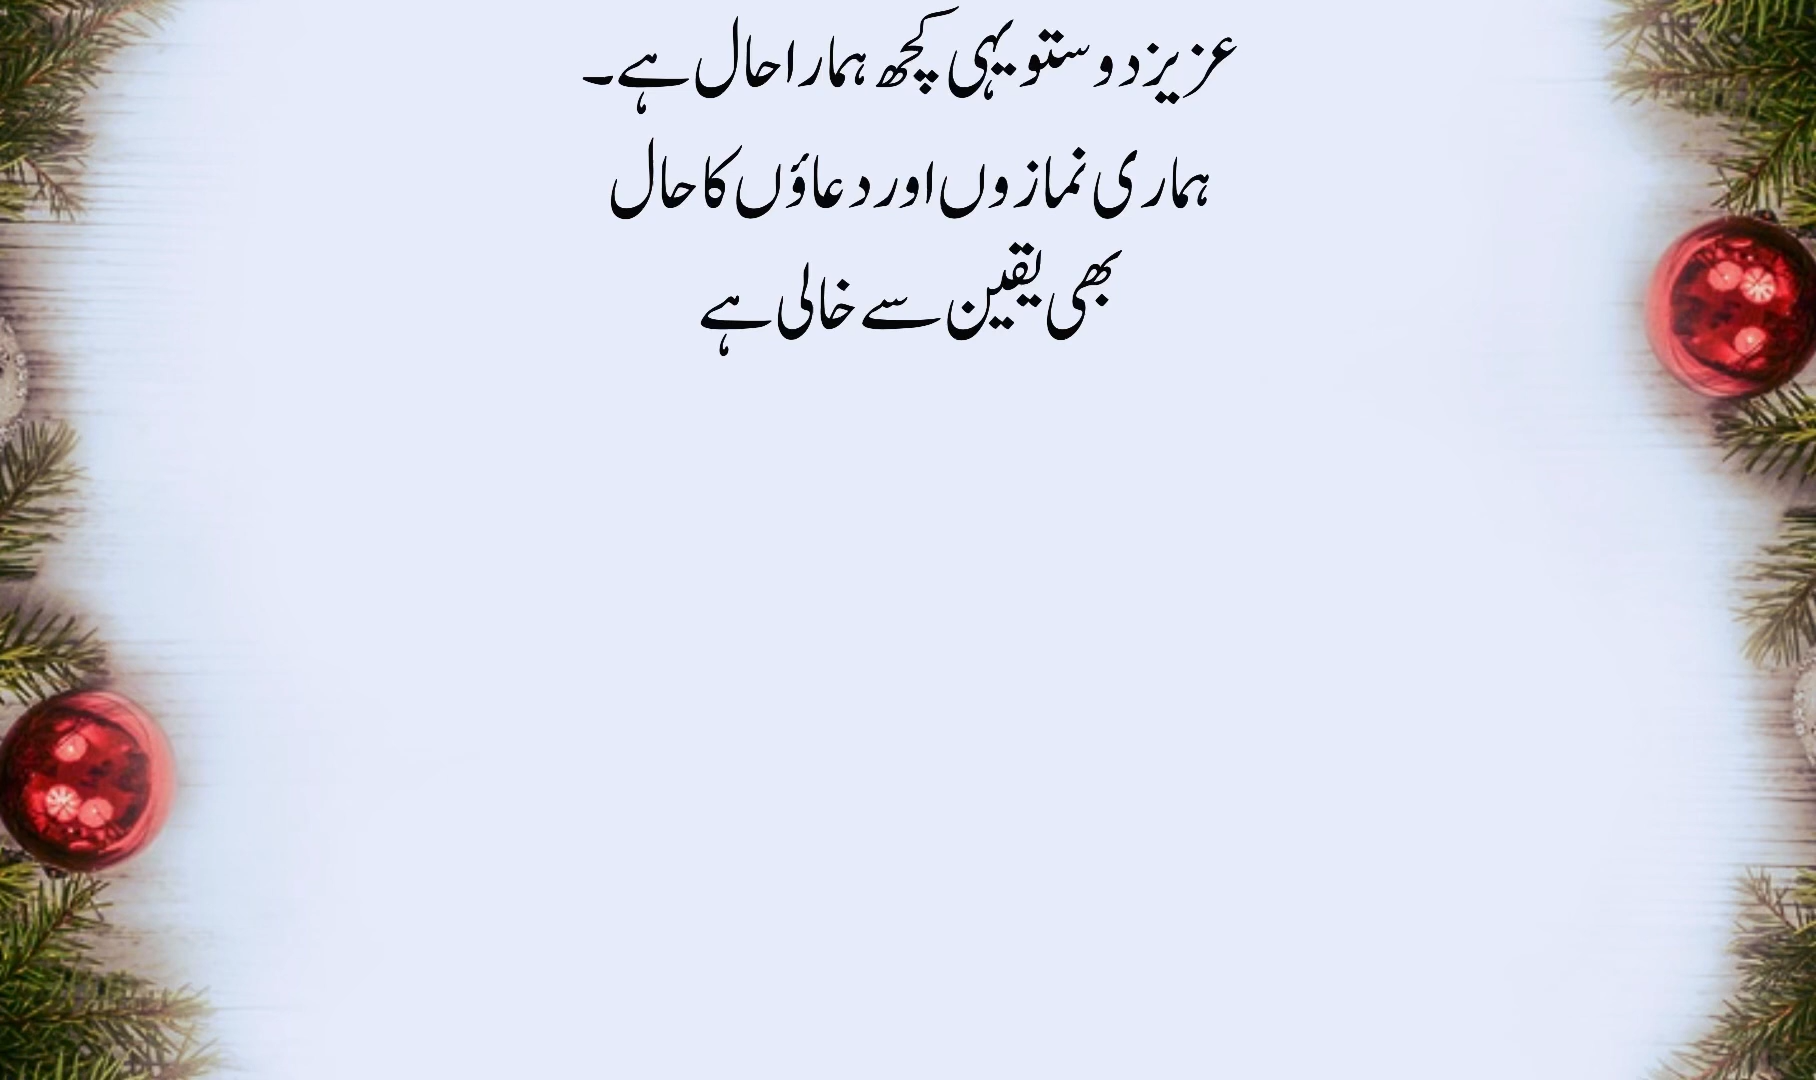 عزیز دوستو یہی کچھ ہمارا حال ہے۔
ہماری نمازوں اور دعاؤں کا حال
بھی یقین سے خالی ہے